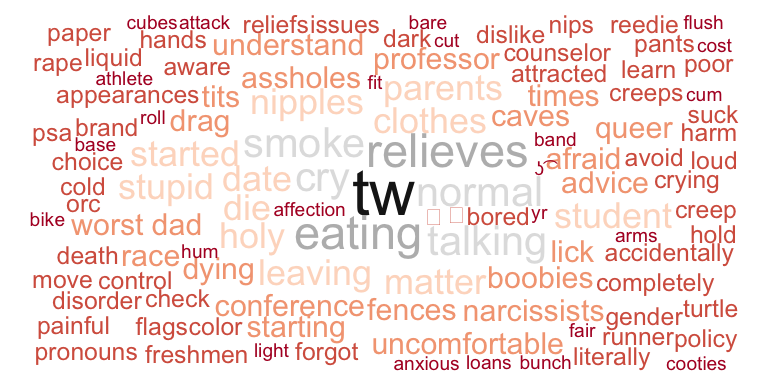 cubes attack reliefs issues bare nips reedie flush
paper hands understand dark cut dislike pants cost
rape liquid aware professor counselor learn poor
athlete assholes fit parents attracted creeps cum
appearances tits nipples times
roll drag clothes caves queer suck
psa brand smoke relieves band harm
base started afraid avoid loud
choice cry tw normal advice crying
cold stupid date
orc die affection bored yr student creep
bike worst dad holy eating talking arms hold
death race hum lick accidentally
move control dying leaving matter boobies completely
disorder check conference fences narcissists gender turtle
painful flags color starting uncomfortable fair runner policy
pronouns freshmen light forgot anxious loans bunch literally cooties